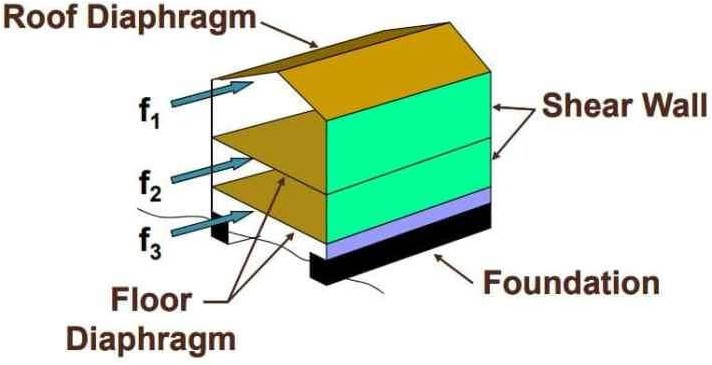 Roof Diaphragm
f1
Shear Wall
f2
f3
Foundation
Floor
Diaphragm